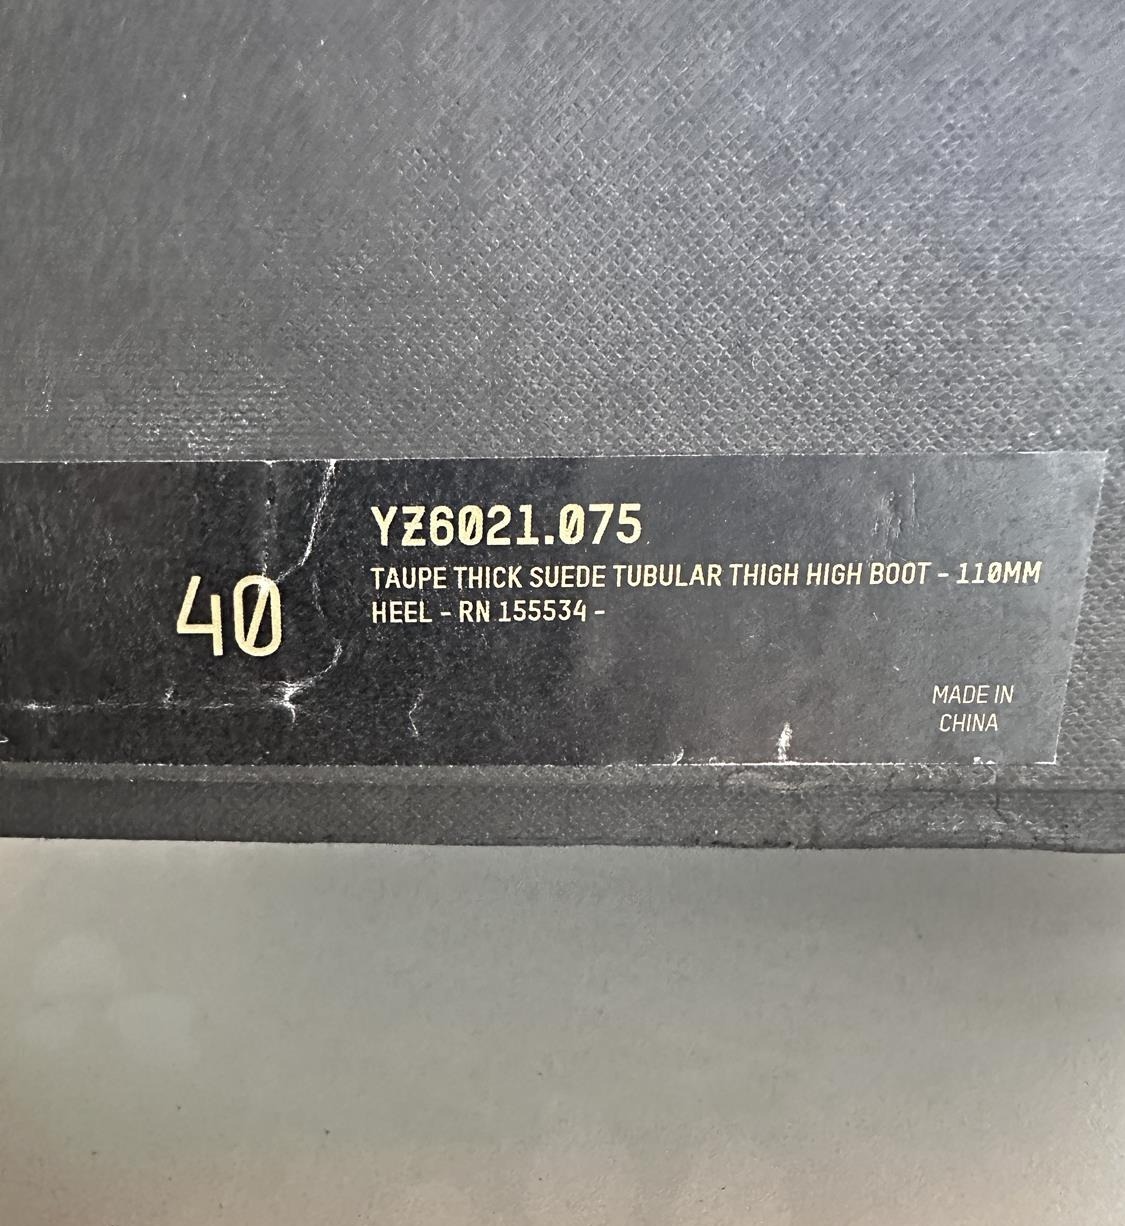 YZ6021.075
40
TAUPE THICK SUEDE TUBULAR THIGH HIGH BOOT - 110MM
HEEL - RN 155534 -
MADE IN
CHINA